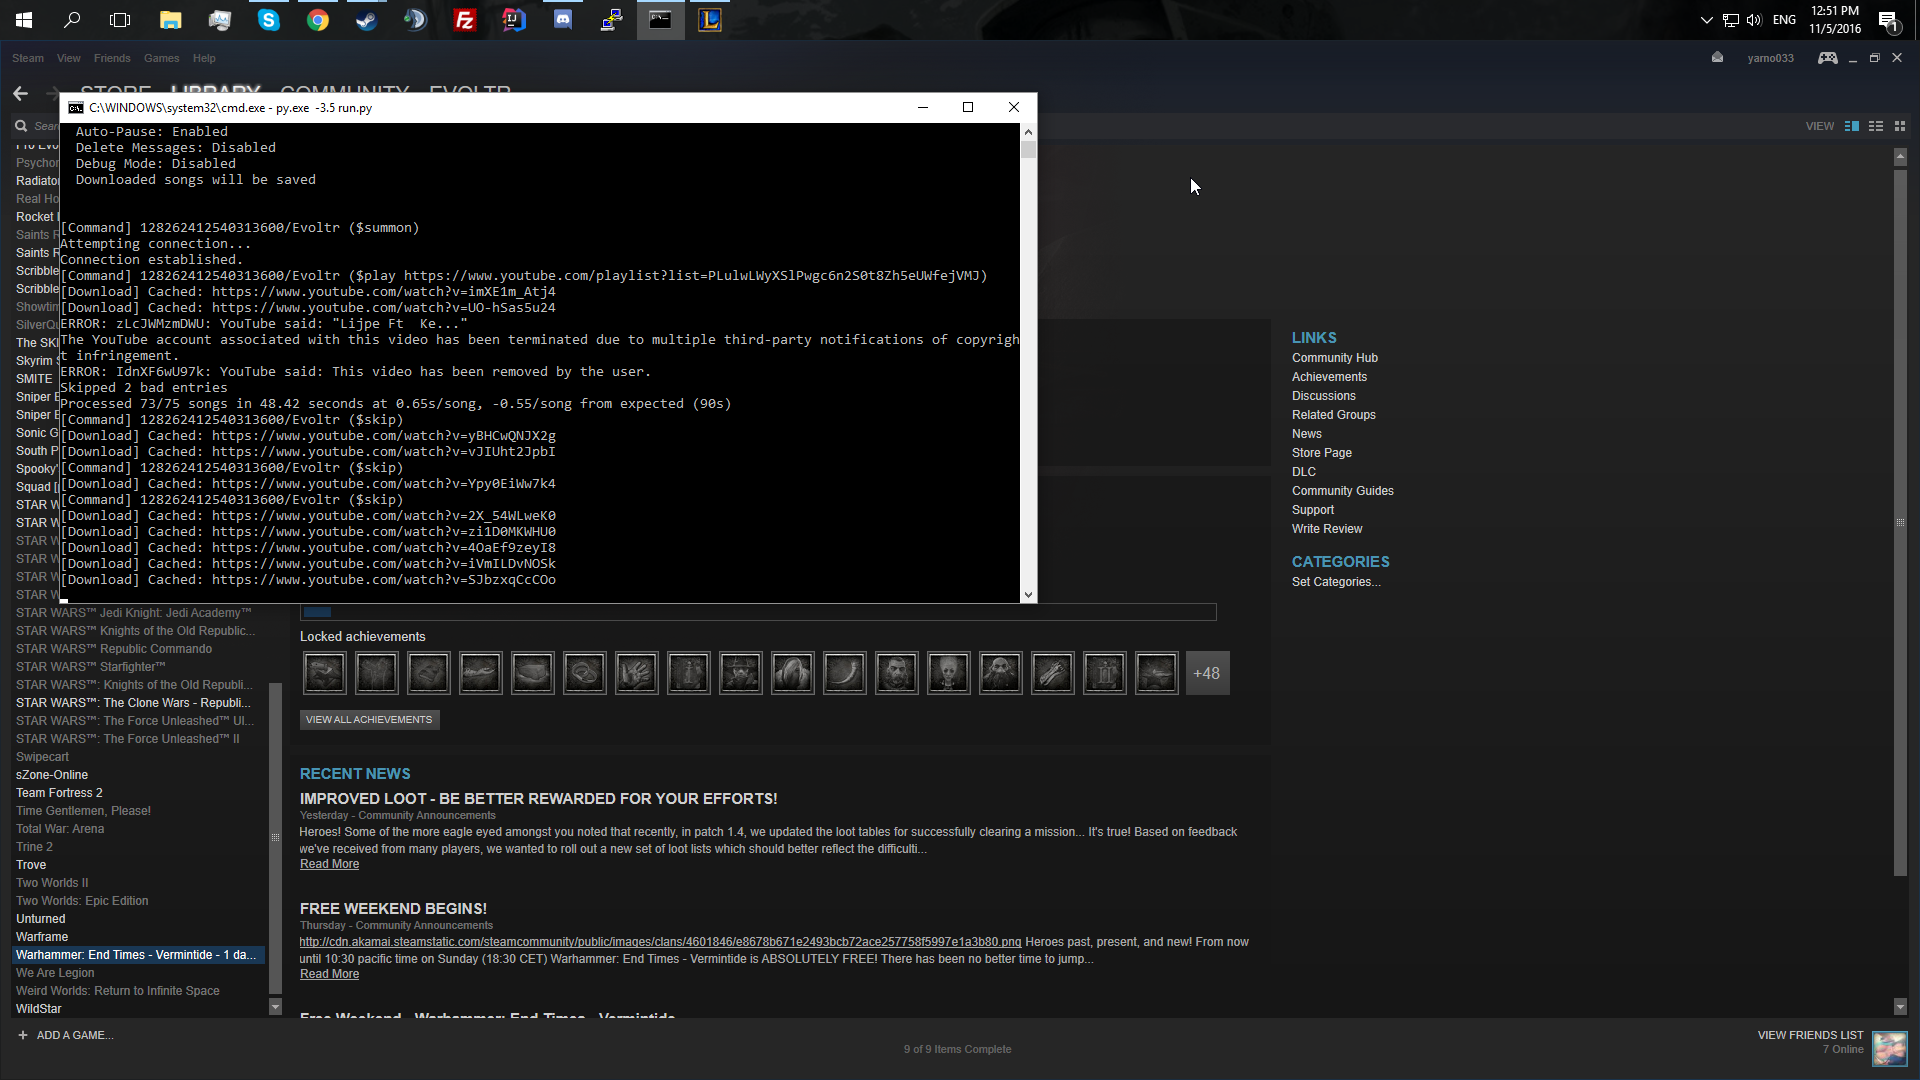 12:51 PM
ENG
11/5/2016
1
Steam View Friends Games Help
yarno033
STORE LIBRARY COMMUNITY EVOLTR
C:\WINDOWS\system32\cmd.exe - py.exe -3.5 run.py
VIEW
Auto-Pause: Enabled
Delete Messages: Disabled
Debug Mode: Disabled
Downloaded songs will be saved
[Command] 128262412540313600/Evoltr ($summon)
Attempting connection...
Connection established.
[Command] 128262412540313600/Evoltr ($play https://www.youtube.com/playlist?list=PLulwLWyXSlPwgc6n2S0t8Zh5eUWfejVMJ)
[Download] Cached: https://www.youtube.com/watch?v=imXE1m_Atj4
[Download] Cached: https://www.youtube.com/watch?v=UO-hSas5u24
ERROR: zLcJWMzmDWU: YouTube said: "Lijpe Ft  Ke..."
The YouTube account associated with this video has been terminated due to multiple third-party notifications of copyrigh
t infringement.
ERROR: IdnXF6wU97k: YouTube said: This video has been removed by the user.
Skipped 2 bad entries
Processed 73/75 songs in 48.42 seconds at 0.65s/song, -0.55/song from expected (90s)
[Command] 128262412540313600/Evoltr ($skip)
[Download] Cached: https://www.youtube.com/watch?v=yBHCwQNJX2g
[Download] Cached: https://www.youtube.com/watch?v=vJIUht2JpbI
[Command] 128262412540313600/Evoltr ($skip)
[Download] Cached: https://www.youtube.com/watch?v=Ypy0EiWw7k4
[Command] 128262412540313600/Evoltr ($skip)
[Download] Cached: https://www.youtube.com/watch?v=2X_54WLweK0
[Download] Cached: https://www.youtube.com/watch?v=zi1D0MKWHU0
[Download] Cached: https://www.youtube.com/watch?v=4OaEf9zeyI8
[Download] Cached: https://www.youtube.com/watch?v=iVmILDvNOSk
[Download] Cached: https://www.youtube.com/watch?v=SJbzxqCcCOo
Sear
Psychon
Radiator
Real Ho
Rocket
Saints R
Saints R
Scribble
Scribble
Showtim
SilverQu
The SKI
Skyrim S
SMITE
Sniper E
Sniper E
Sonic G
South P
Spooky'
Squad [
STAR W
STAR W
STAR W
STAR W
STAR W
STAR W
STAR WARS™ Jedi Knight: Jedi Academy™
STAR WARS™ Knights of the Old Republic...
STAR WARS™ Republic Commando
STAR WARS™ Starfighter™
STAR WARS™: Knights of the Old Republi...
STAR WARS™: The Clone Wars - Republi...
STAR WARS™: The Force Unleashed™ Ul...
STAR WARS™: The Force Unleashed™ II
Swipecart
sZone-Online
Team Fortress 2
Time Gentlemen, Please!
Total War: Arena
Trine 2
Trove
Two Worlds II
Two Worlds: Epic Edition
Unturned
Warframe
Warhammer: End Times - Vermintide - 1 da...
We Are Legion
Weird Worlds: Return to Infinite Space
WildStar
LINKS
Community Hub
Achievements
Discussions
Related Groups
News
Store Page
DLC
Community Guides
Support
Write Review
CATEGORIES
Set Categories...
Locked achievements
+48
VIEW ALL ACHIEVEMENTS
RECENT NEWS
IMPROVED LOOT - BE BETTER REWARDED FOR YOUR EFFORTS!
Yesterday - Community Announcements
Heroes! Some of the more eagle eyed amongst you noted that recently, in patch 1.4, we updated the loot tables for successfully clearing a mission... It's true! Based on feedback
we've received from many players, we wanted to roll out a new set of loot lists which should better reflect the difficulti...
Read More
FREE WEEKEND BEGINS!
Thursday - Community Announcements
http://cdn.akamai.steamstatic.com/steamcommunity/public/images/clans/4601846/e8678b671e2493bcb72ace257758f5997e1a3b80.png Heroes past, present, and new! From now
until 10:30 pacific time on Sunday (18:30 CET) Warhammer: End Times - Vermintide is ABSOLUTELY FREE! There has been no better time to jump...
Read More
Free Weekend - Warhammer: End Times - Vermintide
+ ADD A GAME...
9 of 9 Items Complete
VIEW FRIENDS LIST
7 Online